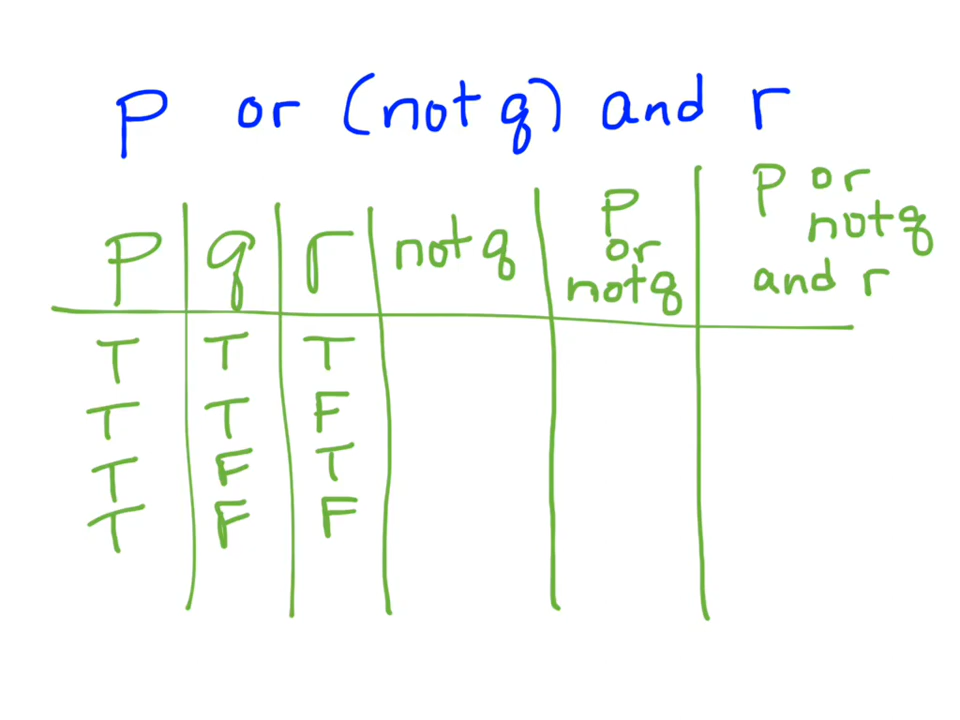 p or (not q) and r
p q r not q p or not q p or not q and r
T T T
T T F
T F T
T F F